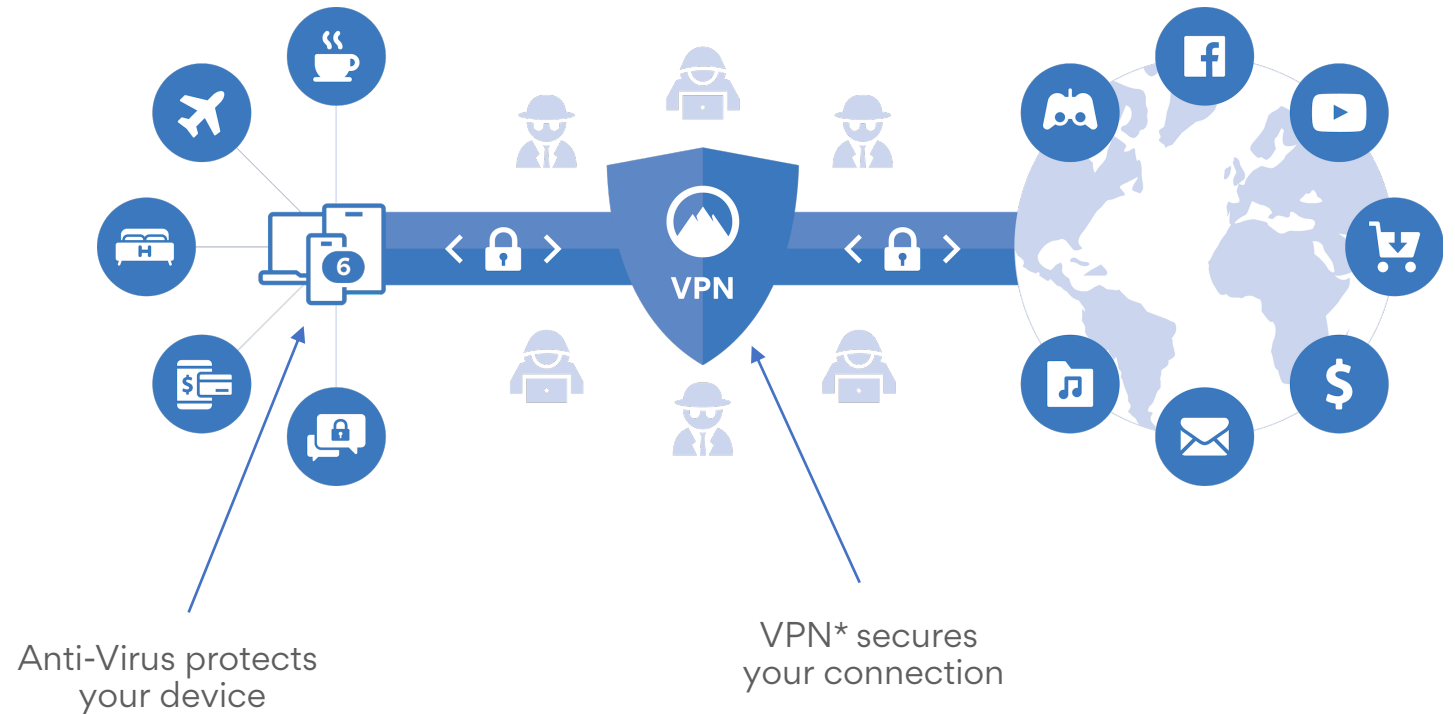 6
VPN
Anti-Virus protects
your device
VPN* secures
your connection